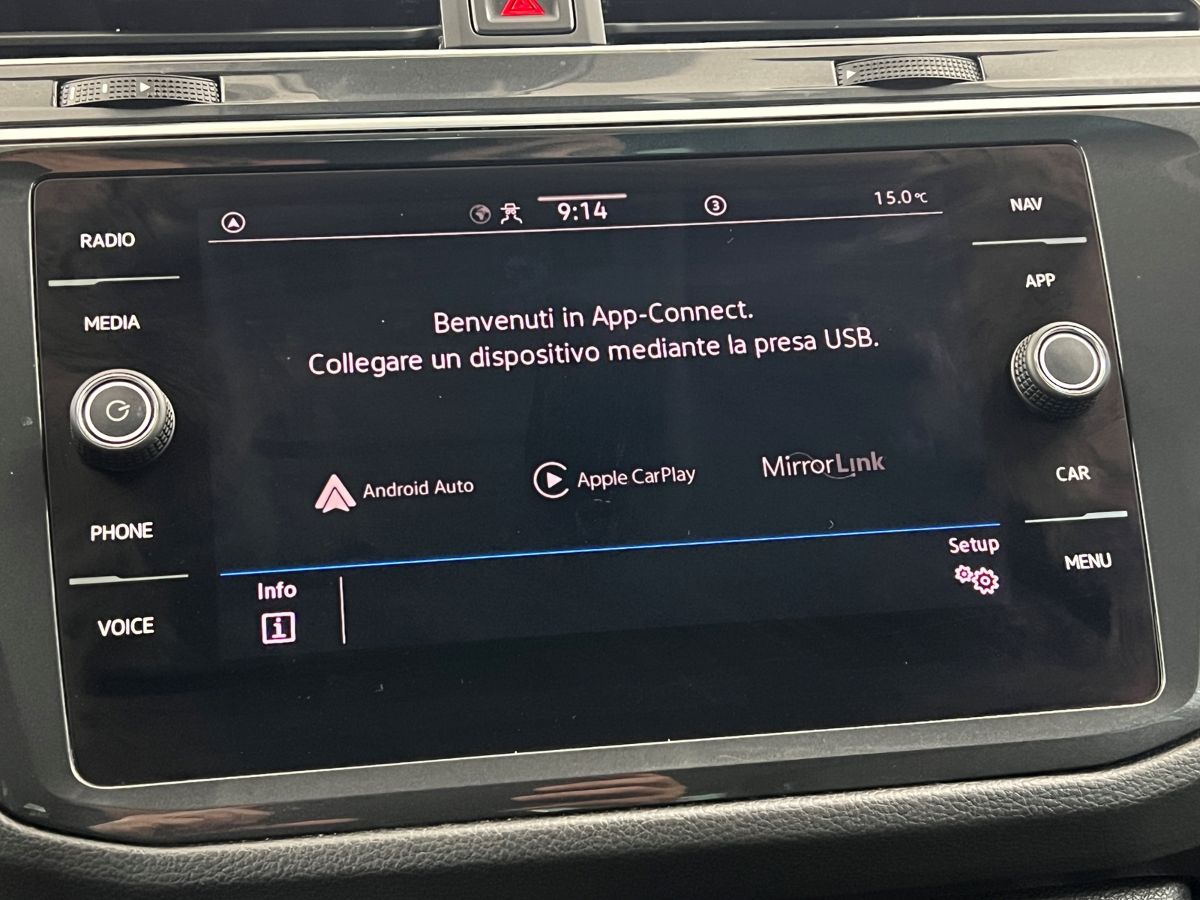 9:14
3
15.0°C
RADIO
MEDIA
PHONE
VOICE
Benvenuti in App-Connect.
Collegare un dispositivo mediante la presa USB.
Android Auto
Apple CarPlay
MirrorLink
Info
i
Setup
NAV
APP
CAR
MENU